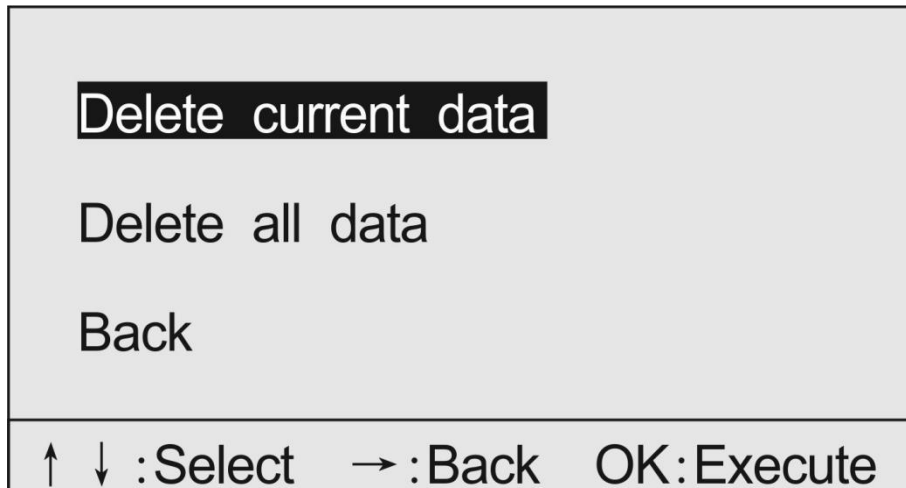 Delete current data
Delete all data
Back
↑ ↓ :Select → :Back OK:Execute